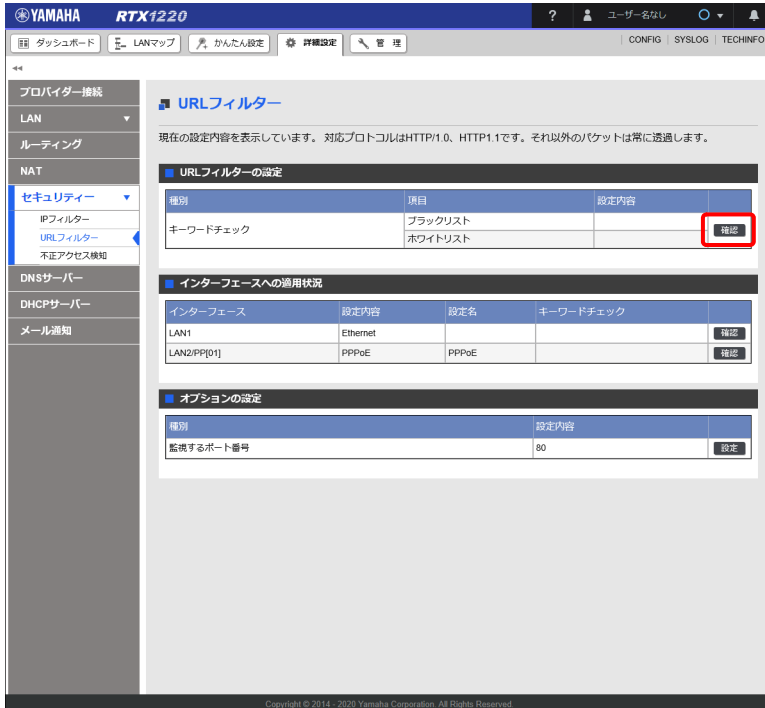 YAMAHA RTX1220 ? ユーザー名なし
ダッシュボード LANマップ かんたん設定 詳細設定 管 理 CONFIG SYSLOG TECHINFO
プロバイダー接続
LAN
ルーティング
NAT
セキュリティー
IPフィルター
URLフィルター
不正アクセス検知
DNSサーバー
DHCPサーバー
メール通知
URLフィルター
現在の設定内容を表示しています。 対応プロトコルはHTTP/1.0、HTTP1.1です。それ以外のパケットは常に透過します。
URLフィルターの設定
種別 項目 設定内容
キーワードチェック ブラックリスト 確認
ホワイトリスト
インターフェースへの適用状況
インターフェース 設定内容 設定名 キーワードチェック
LAN1 Ethernet 確認
LAN2/PP[01] PPPoE PPPoE 確認
オプションの設定
種別 設定内容
監視するポート番号 80 設定
Copyright © 2014 - 2020 Yamaha Corporation. All Rights Reserved.